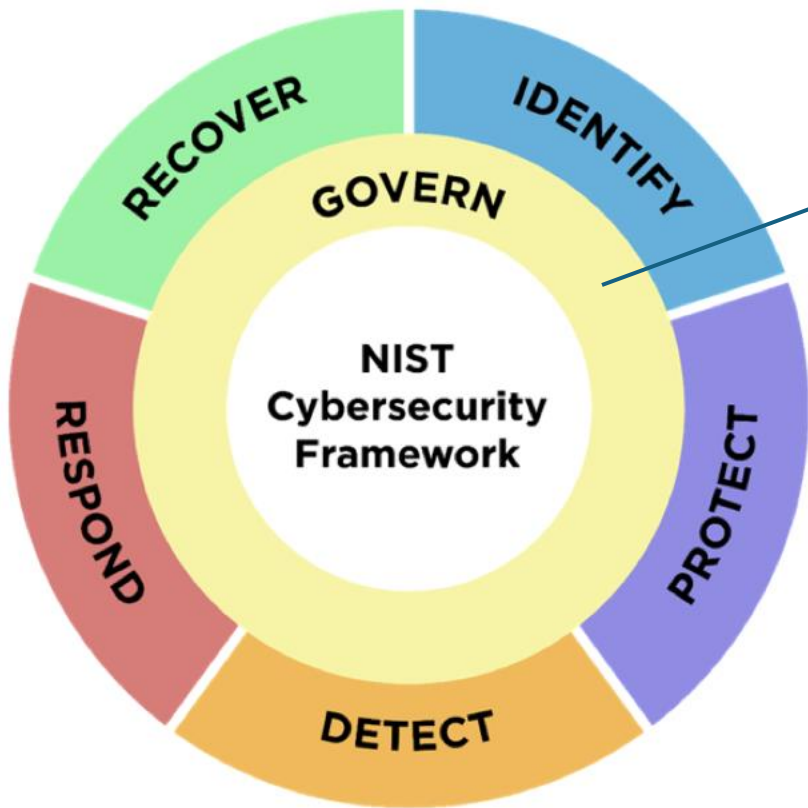 RECOVER
IDENTIFY
GOVERN
NIST
Cybersecurity
Framework
RESPOND
PROTECT
DETECT